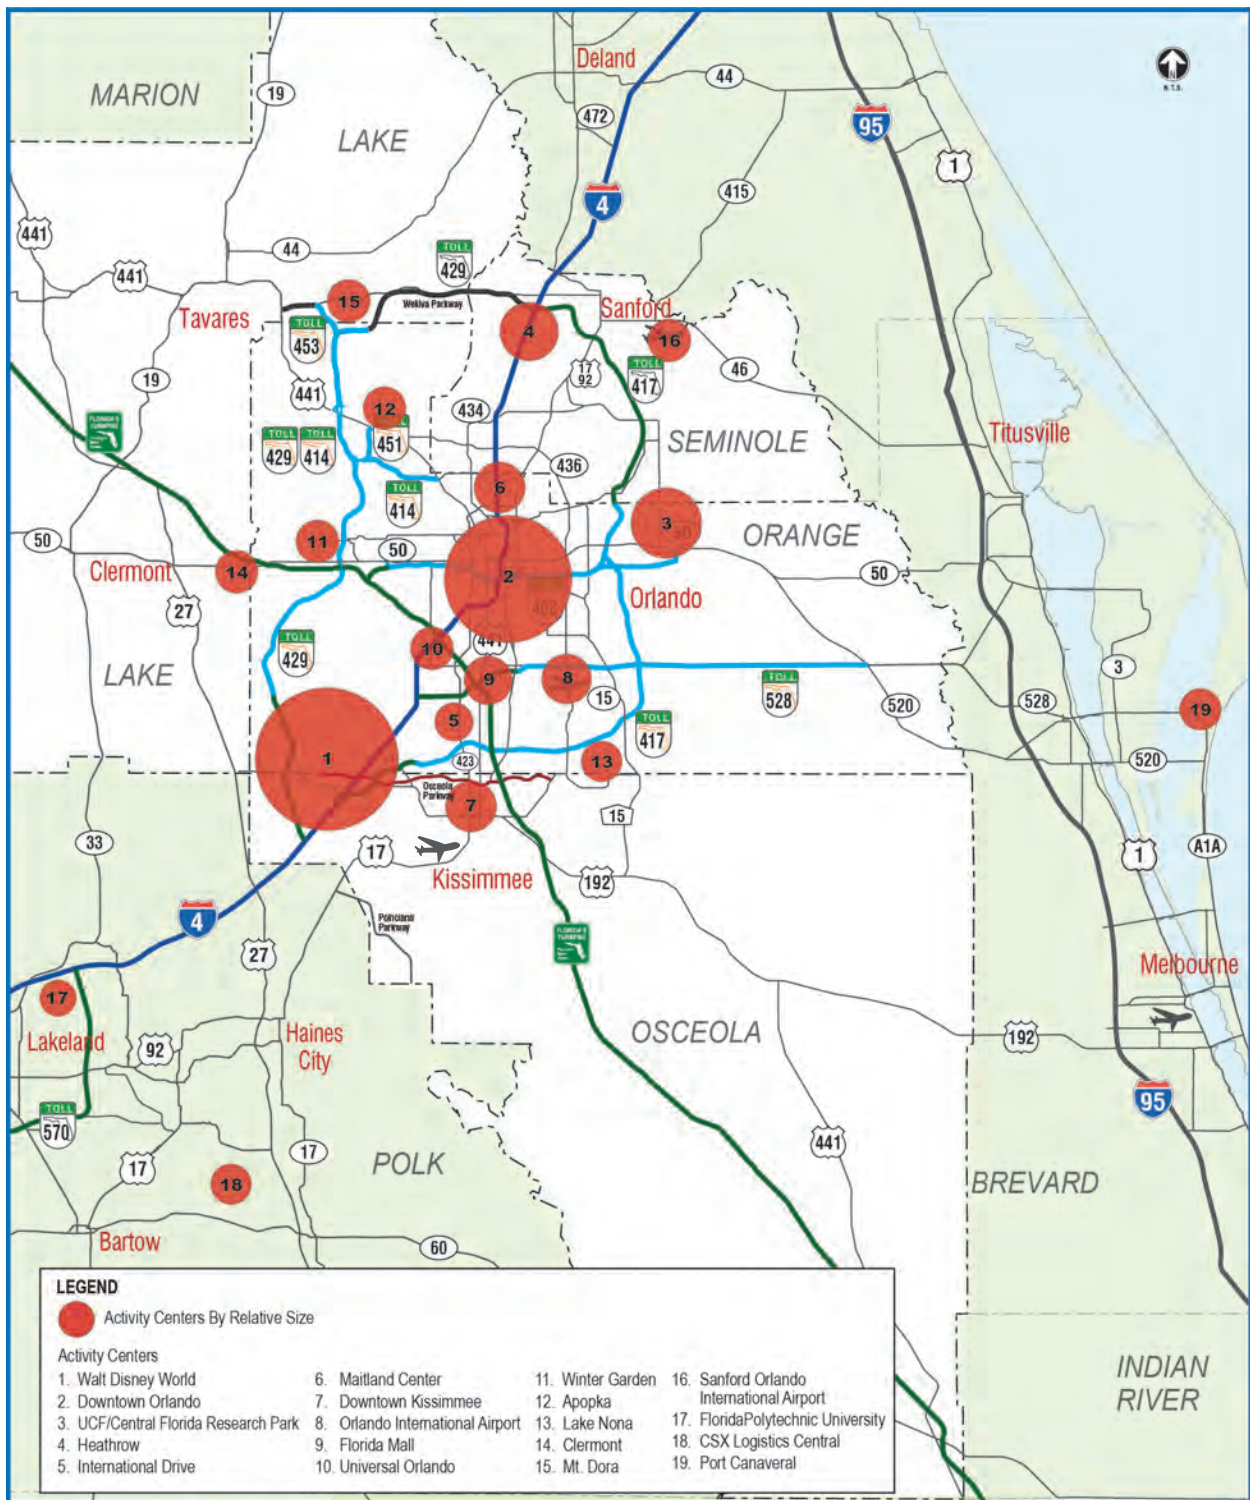 Deland
44
MARION
19
N
N.T.S.
472
95
LAKE
1
415
4
441
44
TOLL
429
441
15
Wekiva Parkway
Sanford
Tavares
4
16
TOLL
453
TOLL
417
17
92
46
19
441
12
434
FLORIDA'S
TURNPIKE
451
TOLL
429
TOLL
414
SEMINOLE
Titusville
436
6
TOLL
414
3
50
ORANGE
50
11
50
Clermont
14
2
50
408
Orlando
27
TOLL
429
10
441
3
LAKE
9
8
15
TOLL
528
520
528
19
5
TOLL
417
1
423
13
520
Osceola
Parkway
7
15
33
17
1
A1A
Kissimmee
192
4
Poinciana
Parkway
FLORIDA'S
TURNPIKE
27
Melbourne
17
Lakeland
92
Haines
City
OSCEOLA
192
95
TOLL
570
441
17
17
POLK
18
BREVARD
Bartow
60
LEGEND
Activity Centers By Relative Size
Activity Centers
1. Walt Disney World
2. Downtown Orlando
3. UCF/Central Florida Research Park
4. Heathrow
5. International Drive
6. Maitland Center
7. Downtown Kissimmee
8. Orlando International Airport
9. Florida Mall
10. Universal Orlando
11. Winter Garden
12. Apopka
13. Lake Nona
14. Clermont
15. Mt. Dora
16. Sanford Orlando
International Airport
17. FloridaPolytechnic University
18. CSX Logistics Central
19. Port Canaveral
INDIAN
RIVER